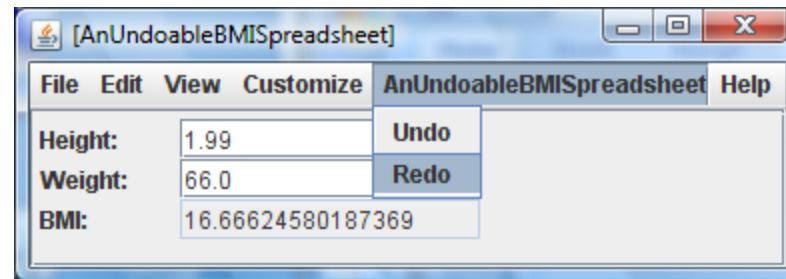 [AnUndoableBMISpreadsheet]
File Edit View Customize AnUndoableBMISpreadsheet Help
Height: 1.99 Undo
Weight: 66.0 Redo
BMI: 16.66624580187369